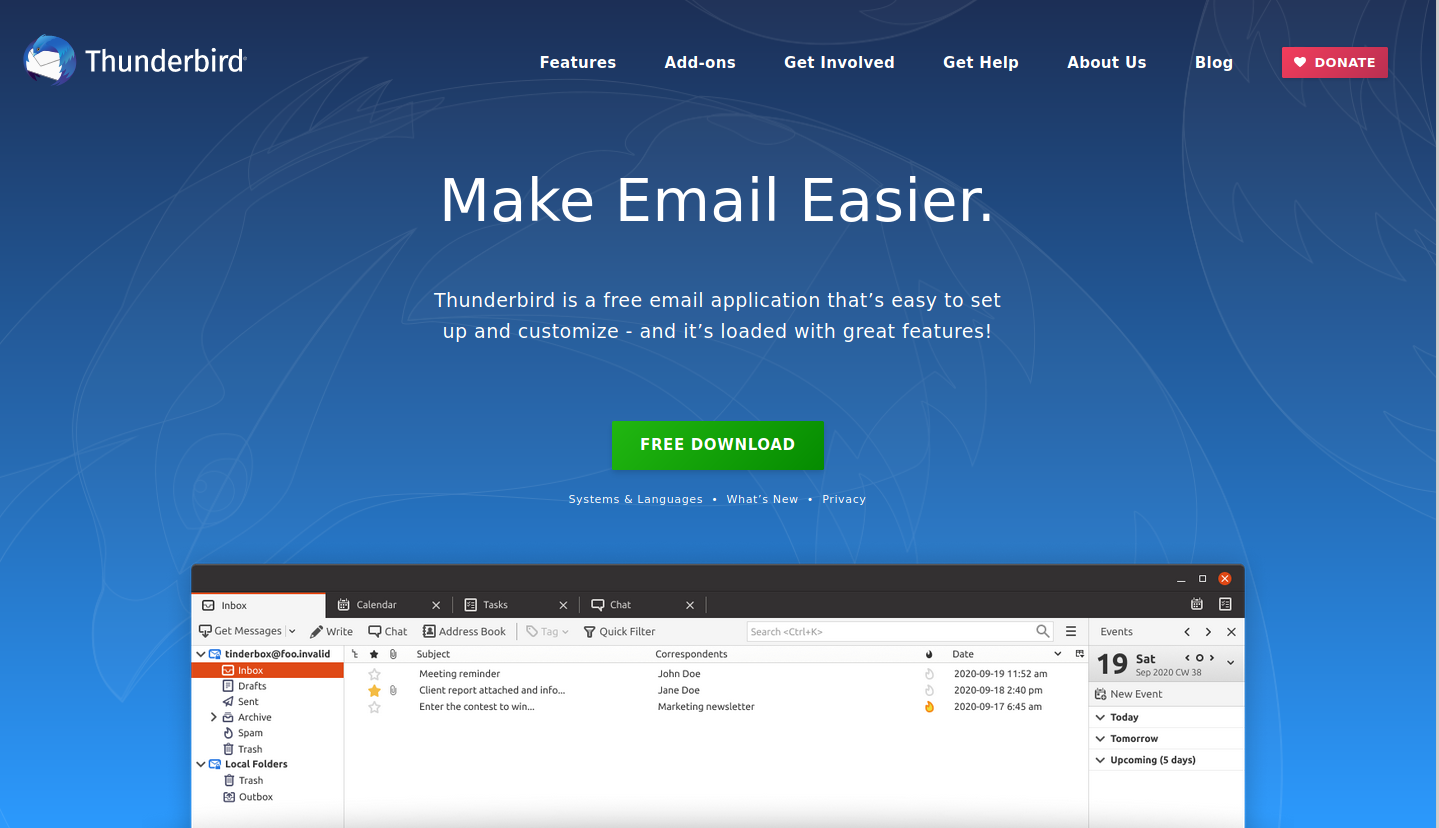 Thunderbird
Features Add-ons Get Involved Get Help About Us Blog DONATE
Make Email Easier.
Thunderbird is a free email application that’s easy to set
up and customize - and it’s loaded with great features!
FREE DOWNLOAD
Systems & Languages • What’s New • Privacy
Inbox Calendar Tasks Chat
Get Messages Write Chat Address Book Tag Quick Filter Search <Ctrl+K> Events
tinderbox@foo.invalid Subject Correspondents Date
19 Sat
Sep 2020 CW 38
Inbox Meeting reminder John Doe 2020-09-19 11:52 am
Drafts Client report attached and info... Jane Doe 2020-09-18 2:40 pm
New Event
Sent Enter the contest to win... Marketing newsletter 2020-09-17 6:45 am
Archive Today
Spam Tomorrow
Trash
Local Folders Upcoming (5 days)
Trash
Outbox